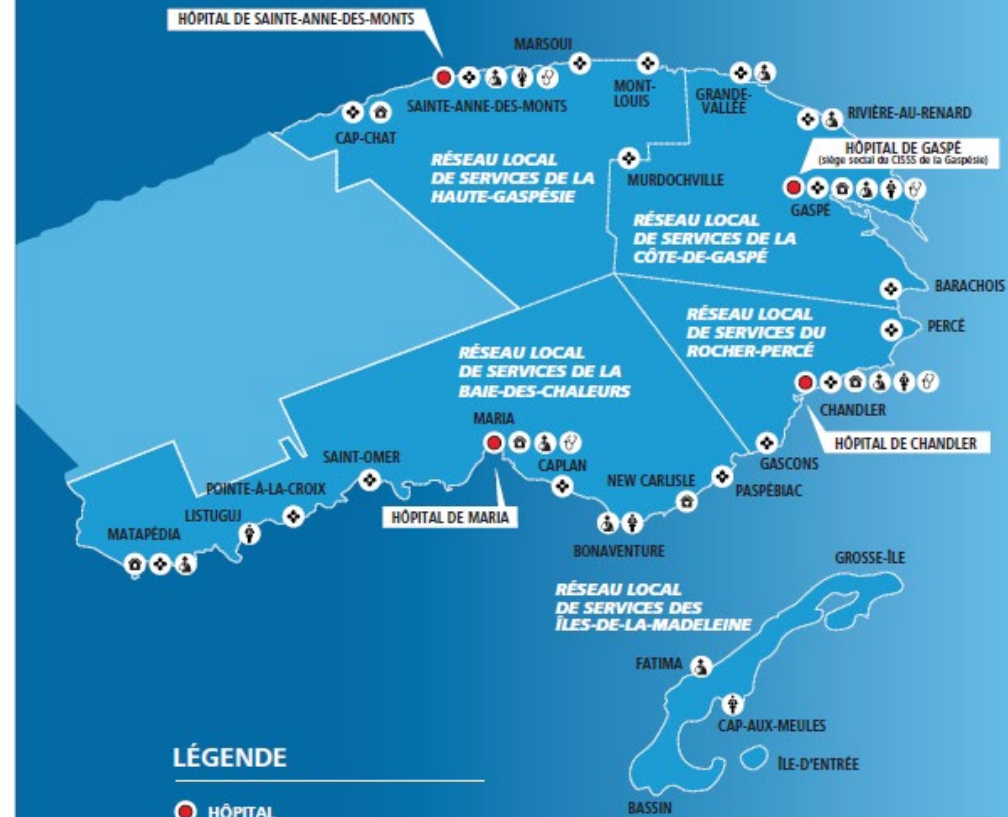 HÔPITAL DE SAINTE-ANNE-DES-MONTS
MARSOUI
MONT-
LOUIS
GRANDE-
VALLÉE
SAINTE-ANNE-DES-MONTS
CAP-CHAT
RIVIÈRE-AU-RENARD
HÔPITAL DE GASPÉ
(siège social du CISSS de la Gaspésie)
RÉSEAU LOCAL
DE SERVICES DE LA
HAUTE-GASPÉSIE
MURDOCHVILLE
GASPÉ
RÉSEAU LOCAL
DE SERVICES DE LA
CÔTE-DE-GASPÉ
BARACHOIS
RÉSEAU LOCAL
DE SERVICES DU
ROCHER-PERCÉ
PERCÉ
RÉSEAU LOCAL
DE SERVICES DE LA
BAIE-DES-CHALEURS
CHANDLER
MARIA
HÔPITAL DE CHANDLER
SAINT-OMER
CAPLAN
GASCONS
NEW CARLISLE
PASPÉBIAC
POINTE-À-LA-CROIX
LISTUGUJ
HÔPITAL DE MARIA
MATAPÉDIA
BONAVENTURE
GROSSE-ÎLE
RÉSEAU LOCAL
DE SERVICES DES
ÎLES-DE-LA-MADELEINE
FATIMA
CAP-AUX-MEULES
ÎLE-D'ENTRÉE
LÉGENDE
BASSIN
HÔPITAL